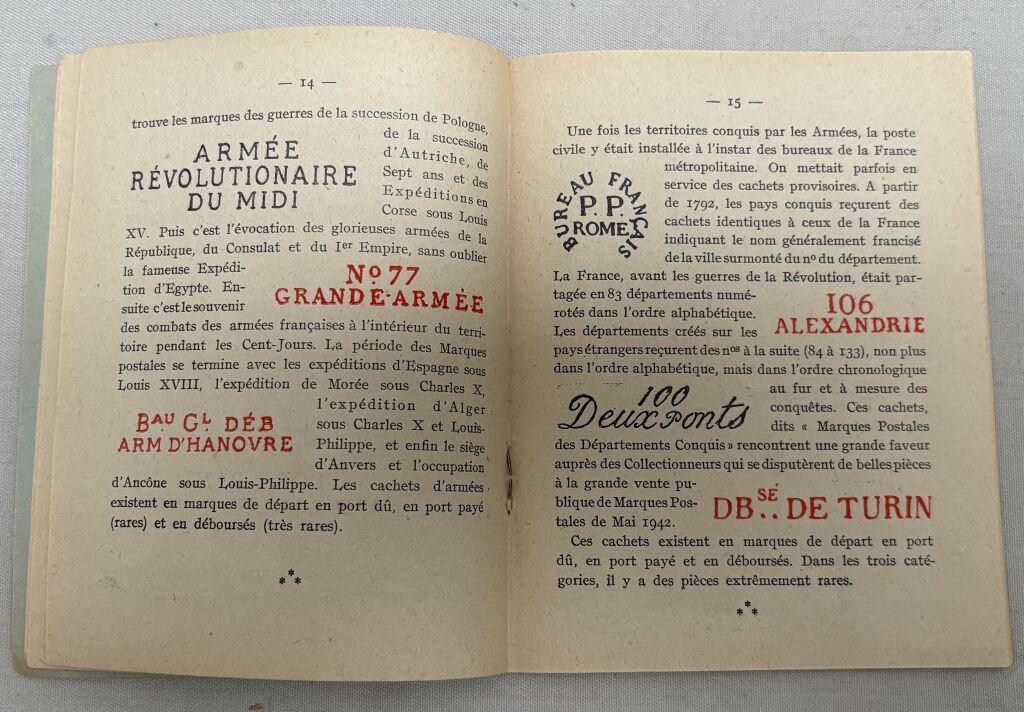 — 14 —
trouve les marques des guerres de la succession de Pologne,
de la succession
d'Autriche, de
Sept ans et des
Expéditions en
Corse sous Louis
ARMÉE
RÉVOLUTIONAIRE
DU MIDI
XV. Puis c'est l'évocation des glorieuses armées de la
République, du Consulat et du Ier Empire, sans oublier
la fameuse Expédi-
tion d'Egypte. En-
suite c'est le souvenir
No 77
GRANDE-ARMÉE
des combats des armées françaises à l'intérieur du terri-
toire pendant les Cent-Jours. La période des Marques
postales se termine avec les expéditions d'Espagne sous
Louis XVIII, l'expédition de Morée sous Charles X,
l'expédition d'Alger
sous Charles X et Louis-
Philippe, et enfin le siège
d'Anvers et l'occupation
BAU GL DÉB
ARM D'HANOVRE
d'Ancône sous Louis-Philippe. Les cachets d'armées
existent en marques de départ en port dû, en port payé
(rares) et en déboursés (très rares).
***
— 15 —
Une fois les territoires conquis par les Armées, la poste
civile y était installée à l'instar des bureaux de la France
métropolitaine. On mettait parfois en
service des cachets provisoires. A partir
de 1792, les pays conquis reçurent des
cachets identiques à ceux de la France
indiquant le nom généralement francisé
de la ville surmonté du no du département.
BUREAU FRANÇAIS
P.P.
ROME
La France, avant les guerres de la Révolution, était par-
tagée en 83 départements numé-
rotés dans l'ordre alphabétique.
Les départements créés sur les
106
ALEXANDRIE
pays étrangers reçurent des nos à la suite (84 à 133), non plus
dans l'ordre alphabétique, mais dans l'ordre chronologique
au fur et à mesure des
conquêtes. Ces cachets,
dits « Marques Postales
100
Deux Ponts
des Départements Conquis » rencontrent une grande faveur
auprès des Collectionneurs qui se disputèrent de belles pièces
à la grande vente pu-
blique de Marques Pos-
tales de Mai 1942.
DBSÉ DE TURIN
Ces cachets existent en marques de départ en port
dû, en port payé et en déboursés. Dans les trois caté-
gories, il y a des pièces extrêmement rares.
***